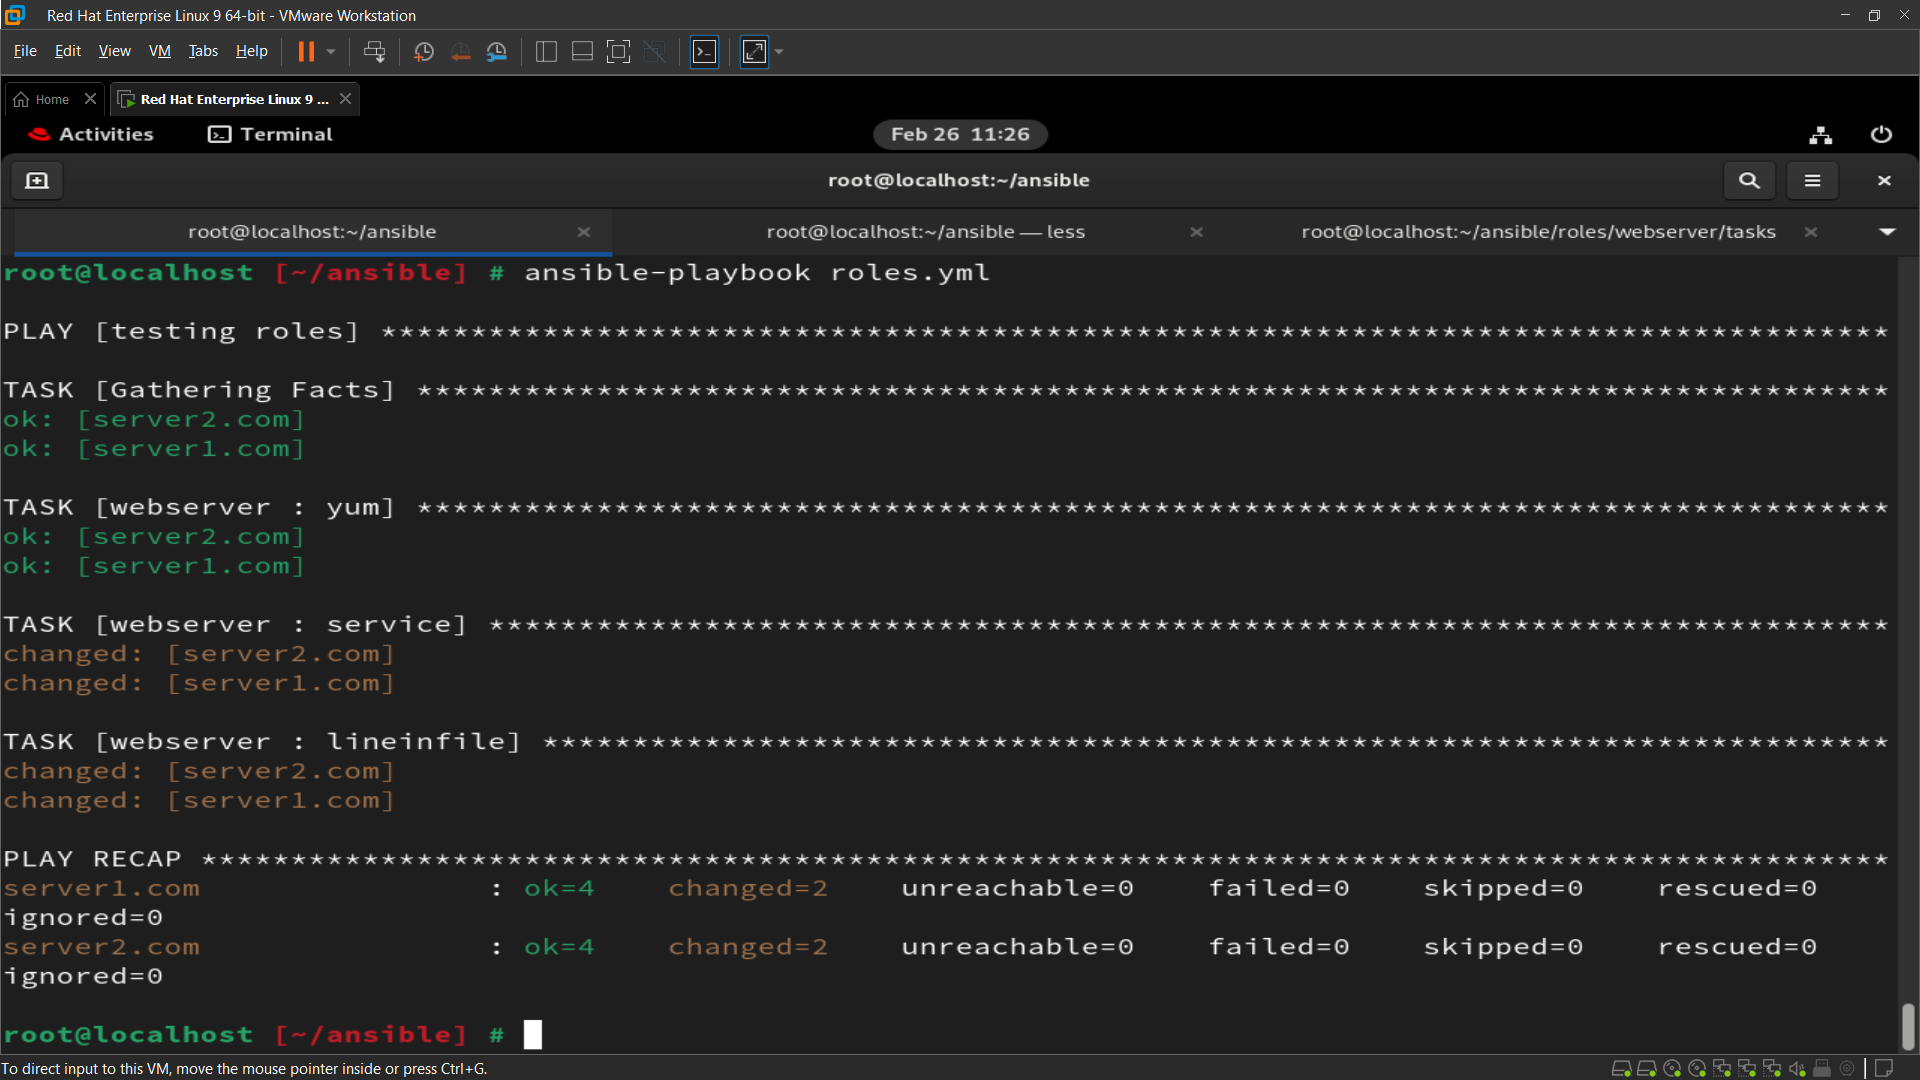 Red Hat Enterprise Linux 9 64-bit - VMware Workstation
File Edit View VM Tabs Help
Home Red Hat Enterprise Linux 9 ...
Activities Terminal Feb 26 11:26
root@localhost:~/ansible
root@localhost:~/ansible root@localhost:~/ansible — less root@localhost:~/ansible/roles/webserver/tasks
root@localhost [~/ansible] # ansible-playbook roles.yml
PLAY [testing roles] ************************************************************************************
TASK [Gathering Facts] **********************************************************************************
ok: [server2.com]
ok: [server1.com]
TASK [webserver : yum] **********************************************************************************
ok: [server2.com]
ok: [server1.com]
TASK [webserver : service] ******************************************************************************
changed: [server2.com]
changed: [server1.com]
TASK [webserver : lineinfile] ***************************************************************************
changed: [server2.com]
changed: [server1.com]
PLAY RECAP **********************************************************************************************
server1.com : ok=4 changed=2 unreachable=0 failed=0 skipped=0 rescued=0
ignored=0
server2.com : ok=4 changed=2 unreachable=0 failed=0 skipped=0 rescued=0
ignored=0
root@localhost [~/ansible] #
To direct input to this VM, move the mouse pointer inside or press Ctrl+G.